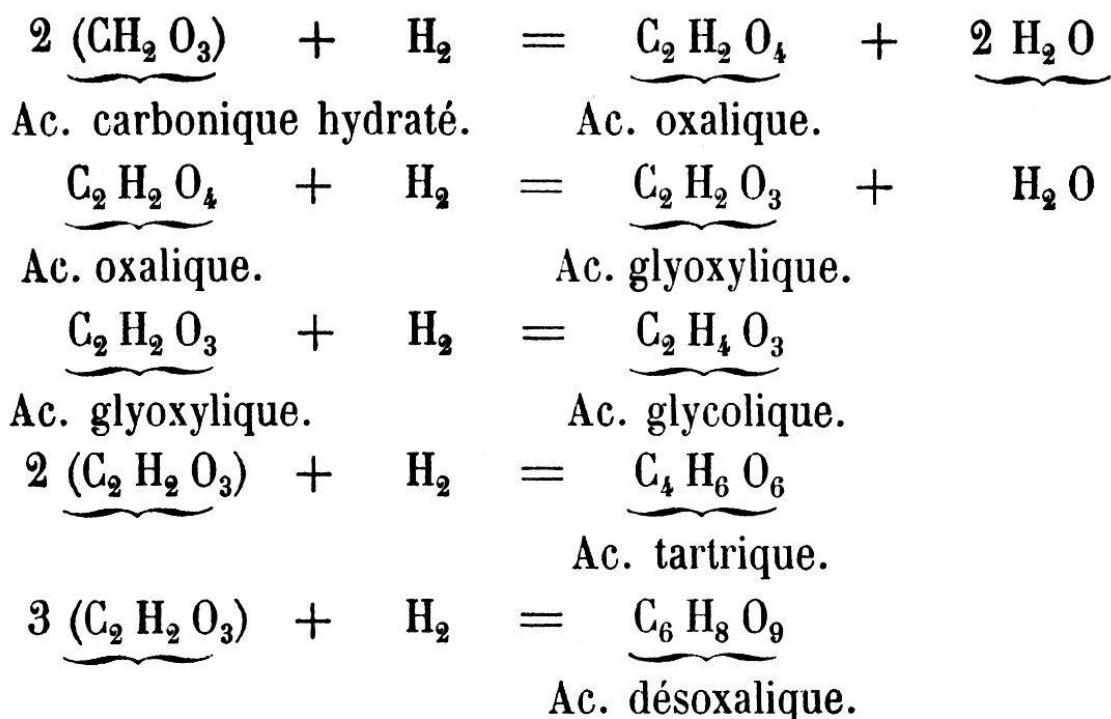 2 (CH₂ O₃) + H₂ = C₂ H₂ O₄ + 2 H₂ O
Ac. carbonique hydraté. Ac. oxalique.
C₂ H₂ O₄ + H₂ = C₂ H₂ O₃ + H₂ O
Ac. oxalique. Ac. glyoxylique.
C₂ H₂ O₃ + H₂ = C₂ H₄ O₃
Ac. glyoxylique. Ac. glycolique.
2 (C₂ H₂ O₃) + H₂ = C₄ H₆ O₆
Ac. tartrique.
3 (C₂ H₂ O₃) + H₂ = C₆ H₈ O₉
Ac. désoxalique.